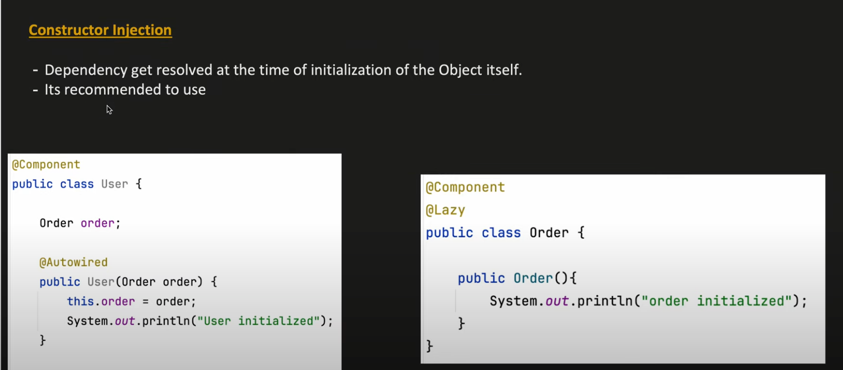 Constructor Injection
- Dependency get resolved at the time of initialization of the Object itself.
- Its recommended to use
@Component
public class User {
Order order;
@Autowired
public User(Order order) {
this.order = order;
System.out.println("User initialized");
}
@Component
@Lazy
public class Order {
public Order(){
System.out.println("order initialized");
}
}